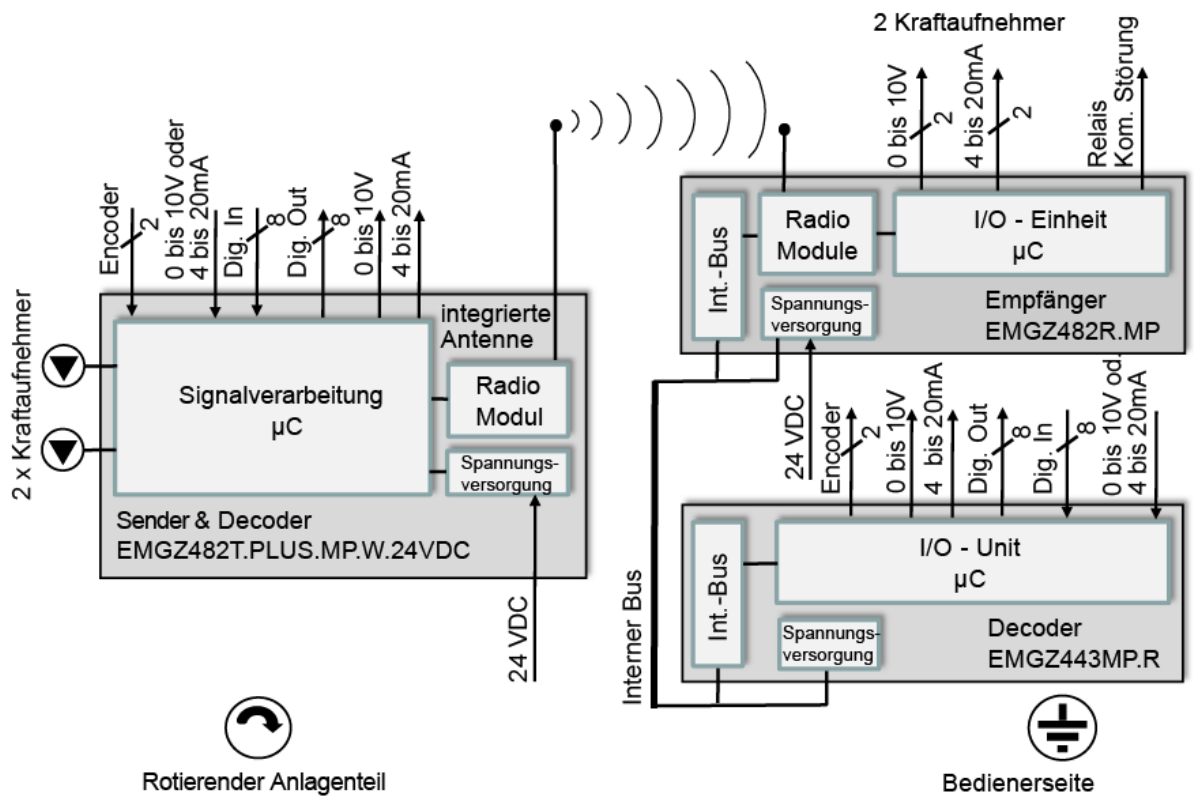 2 Kraftaufnehmer
0 bis 10V
2
4 bis 20mA
2
Relais
Kom. Störung
Encoder
2
0 bis 10V oder
4 bis 20mA
Dig. In
8
Dig. Out
8
0 bis 10V
4 bis 20mA
2 x Kraftaufnehmer
Signalverarbeitung
µC
integrierte
Antenne
Radio
Modul
Spannungs-
versorgung
Sender & Decoder
EMGZ482T.PLUS.MP.W.24VDC
24 VDC
Int.-Bus
Radio
Module
I/O - Einheit
µC
Spannungs-
versorgung
Empfänger
EMGZ482R.MP
24 VDC
Encoder
2
0 bis 10V
4 bis 20mA
Dig. Out
8
Dig. In
8
0 bis 10V od.
4 bis 20mA
Interner Bus
Int.-Bus
I/O - Unit
µC
Spannungs-
versorgung
Decoder
EMGZ443MP.R
Rotierender Anlagenteil
Bedienerseite